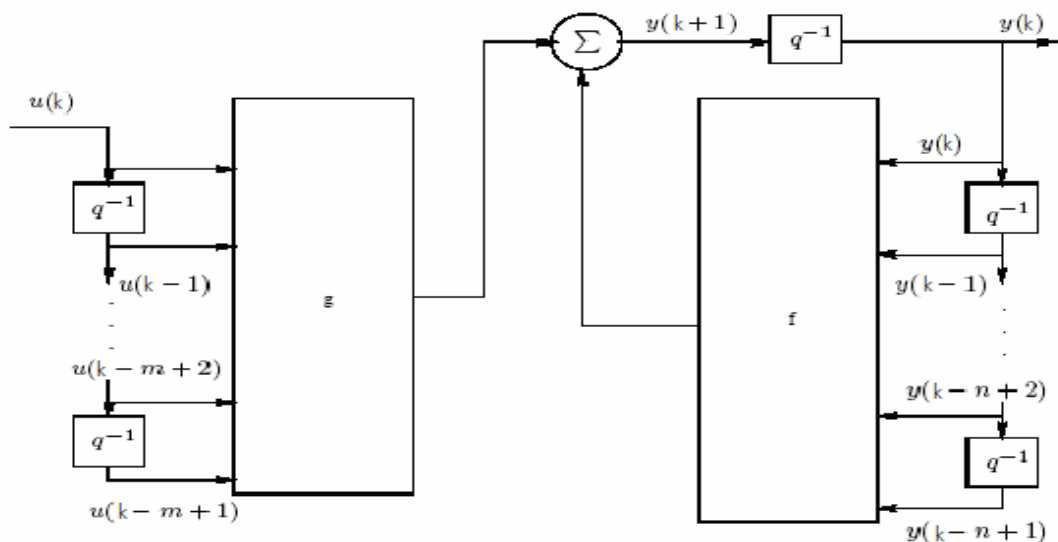 y(k+1)
y(k)
Σ
q⁻¹
u(k)
y(k)
q⁻¹
q⁻¹
u(k−1)
y(k−1)
g
f
u(k−m+2)
y(k−n+2)
q⁻¹
q⁻¹
u(k−m+1)
y(k−n+1)